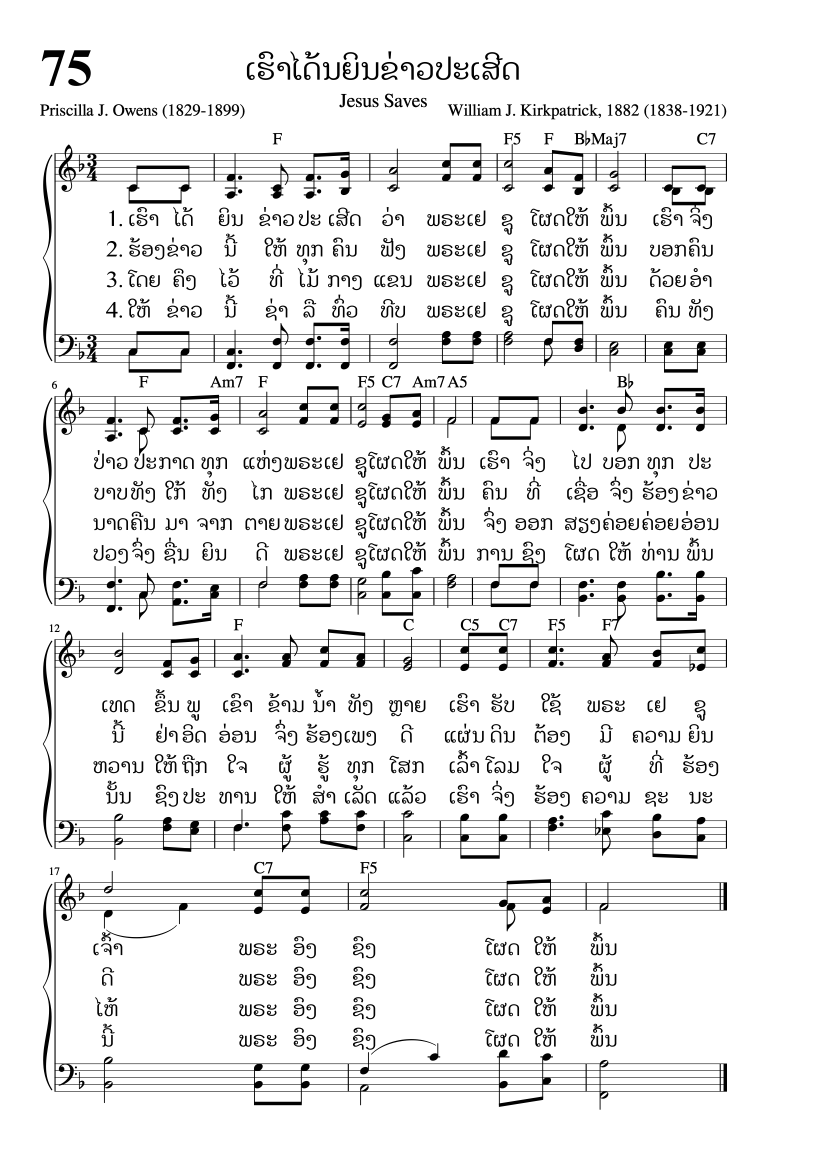 75
ເຮົາໄດ້ນຍິນຂ່າວປະເສີດ
Jesus Saves
Priscilla J. Owens (1829-1899)
William J. Kirkpatrick, 1882 (1838-1921)
F F5 F B♭Maj7 C7
1. ເຮົາ ໄດ້ ຍິນ ຂ່າວ ປະ ເສີດ ວ່າ ພຣະເຢ ຊູ ໂຜດໃຫ້ ພົ້ນ ເຮົາ ຈຶ່ງ
2. ຮ້ອງຂ່າວ ນີ້ ໃຫ້ ທຸກ ຄົນ ຟັງ ພຣະເຢ ຊູ ໂຜດໃຫ້ ພົ້ນ ບອກຄົນ
3. ໂດຍ ຄຶງ ໄວ້ ທີ່ ໄມ້ ກາງ ແຂນ ພຣະເຢ ຊູ ໂຜດໃຫ້ ພົ້ນ ດ້ວຍອຳ
4. ໃຫ້ ຂ່າວ ນີ້ ຊ່າ ລື ທົ່ວ ທີບ ພຣະເຢ ຊູ ໂຜດໃຫ້ ພົ້ນ ຄົນ ທັງ
6 F Am7 F F5 C7 Am7 A5 B♭
ປ່າວ ປະກາດ ທຸກ ແຫ່ງພຣະເຢ ຊູໂຜດໃຫ້ ພົ້ນ ເຮົາ ຈຶ່ງ ໄປ ບອກ ທຸກ ປະ
ບາບທັງ ໃກ້ ທັ່ງ ໄກ ພຣະເຢ ຊູໂຜດໃຫ້ ພົ້ນ ຄົນ ທີ່ ເຊື່ອ ຈຶ່ງ ຮ້ອງຂ່າວ
ນາດຄືນ ມາ ຈາກ ຕາຍພຣະເຢ ຊູໂຜດໃຫ້ ພົ້ນ ຈຶ່ງ ອອກ ສຽງຄ່ອຍຄ່ອຍອ່ອນ
ປວງຈຶ່ງ ຊື່ນ ຍິນ ດີ ພຣະເຢ ຊູໂຜດໃຫ້ ພົ້ນ ການ ຊົງ ໂຜດ ໃຫ້ ທ່ານ ພົ້ນ
12 F C C5 C7 F5 F7
ເທດ ຂຶ້ນ ພູ ເຂົາ ຂ້າມ ນ້ຳ ທັງ ຫຼາຍ ເຮົາ ຮັບ ໃຊ້ ພຣະ ເຢ ຊູ
ນີ້ ຢ່າອິດ ອ່ອນ ຈຶ່ງ ຮ້ອງເພງ ດີ ແຜ່ນດິນ ຕ້ອງ ມີ ຄວາມ ຍິນ
ຫວານ ໃຫ້ຖືກ ໃຈ ຜູ້ ຮູ້ ທຸກ ໂສກ ເລົ້າໂລມ ໃຈ ຜູ້ ທີ່ ຮ້ອງ
ນັ້ນ ຊົງປະ ທານ ໃຫ້ ສຳ ເລັດ ແລ້ວ ເຮົາ ຈຶ່ງ ຮ້ອງ ຄວາມ ຊະ ນະ
17 C7 F5
ເຈົ້າ ພຣະ ອົງ ຊົງ ໂຜດ ໃຫ້ ພົ້ນ
ດີ ພຣະ ອົງ ຊົງ ໂຜດ ໃຫ້ ພົ້ນ
ໄຫ້ ພຣະ ອົງ ຊົງ ໂຜດ ໃຫ້ ພົ້ນ
ນີ້ ພຣະ ອົງ ຊົງ ໂຜດ ໃຫ້ ພົ້ນ